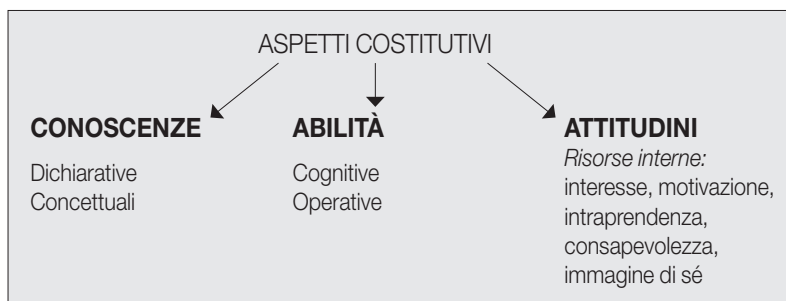 ASPETTI COSTITUTIVI
CONOSCENZE
Dichiarative
Concettuali
ABILITÀ
Cognitive
Operative
ATTITUDINI
Risorse interne:
interesse, motivazione,
intraprendenza,
consapevolezza,
immagine di sé